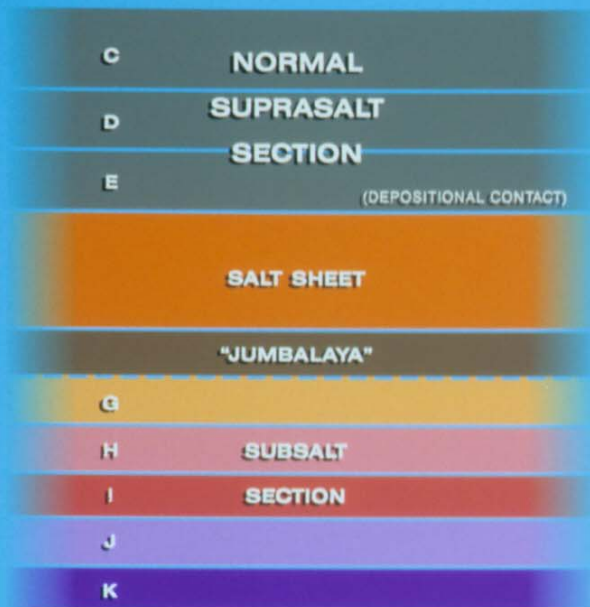 C
NORMAL
D
SUPRASALT
SECTION
E
(DEPOSITIONAL CONTACT)
SALT SHEET
"JUMBALAYA"
G
H SUBSALT
I SECTION
J
K